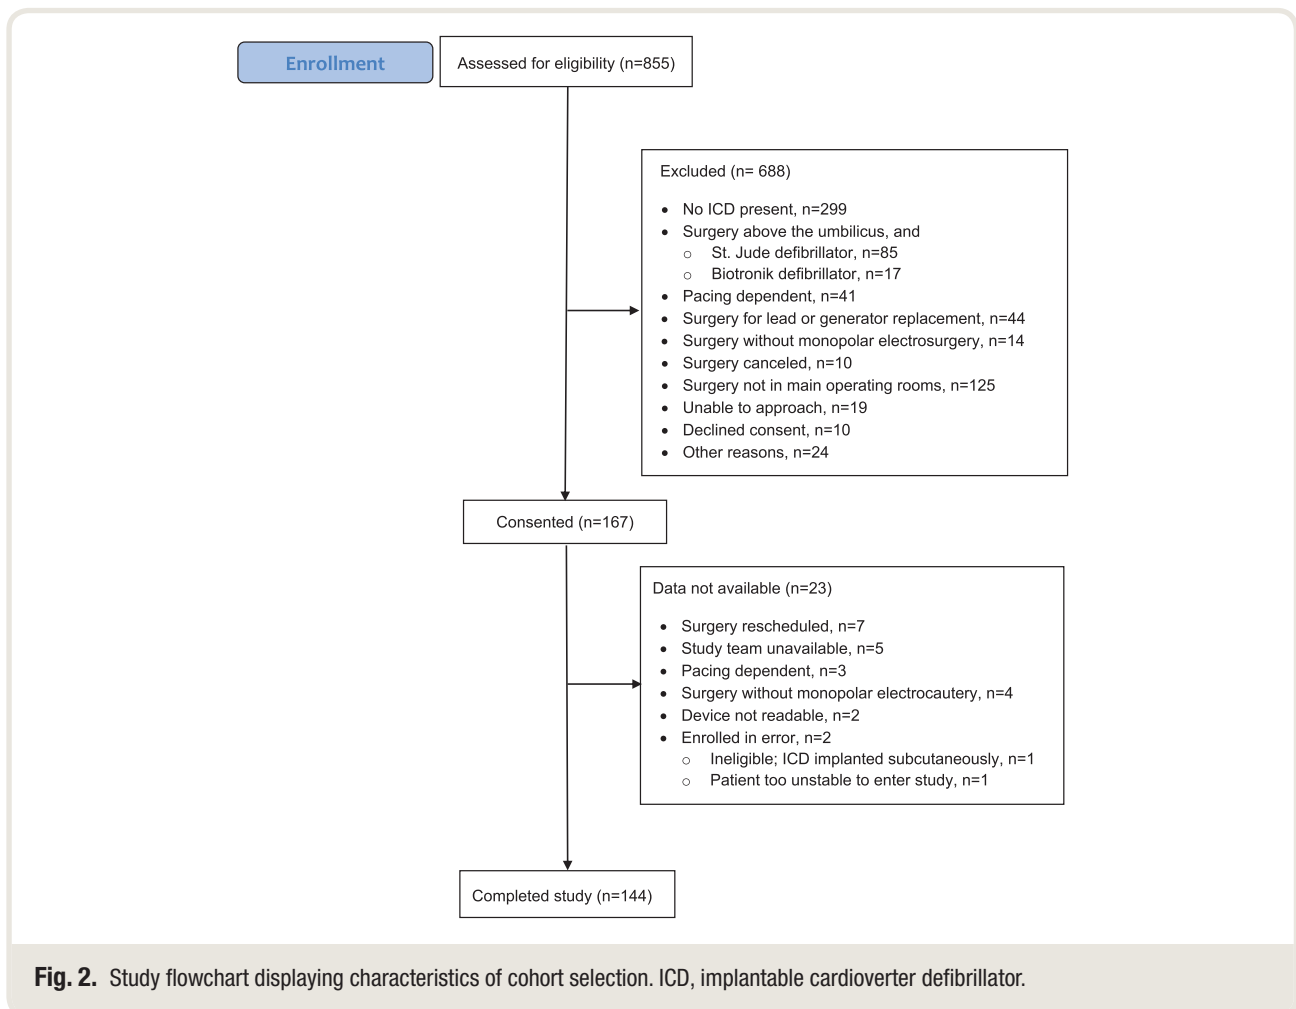 Enrollment
Assessed for eligibility (n=855)
Excluded (n= 688)
• No ICD present, n=299
• Surgery above the umbilicus, and
○ St. Jude defibrillator, n=85
○ Biotronik defibrillator, n=17
• Pacing dependent, n=41
• Surgery for lead or generator replacement, n=44
• Surgery without monopolar electrosurgery, n=14
• Surgery canceled, n=10
• Surgery not in main operating rooms, n=125
• Unable to approach, n=19
• Declined consent, n=10
• Other reasons, n=24
Consented (n=167)
Data not available (n=23)
• Surgery rescheduled, n=7
• Study team unavailable, n=5
• Pacing dependent, n=3
• Surgery without monopolar electrocautery, n=4
• Device not readable, n=2
• Enrolled in error, n=2
○ Ineligible; ICD implanted subcutaneously, n=1
○ Patient too unstable to enter study, n=1
Completed study (n=144)
Fig. 2. Study flowchart displaying characteristics of cohort selection. ICD, implantable cardioverter defibrillator.